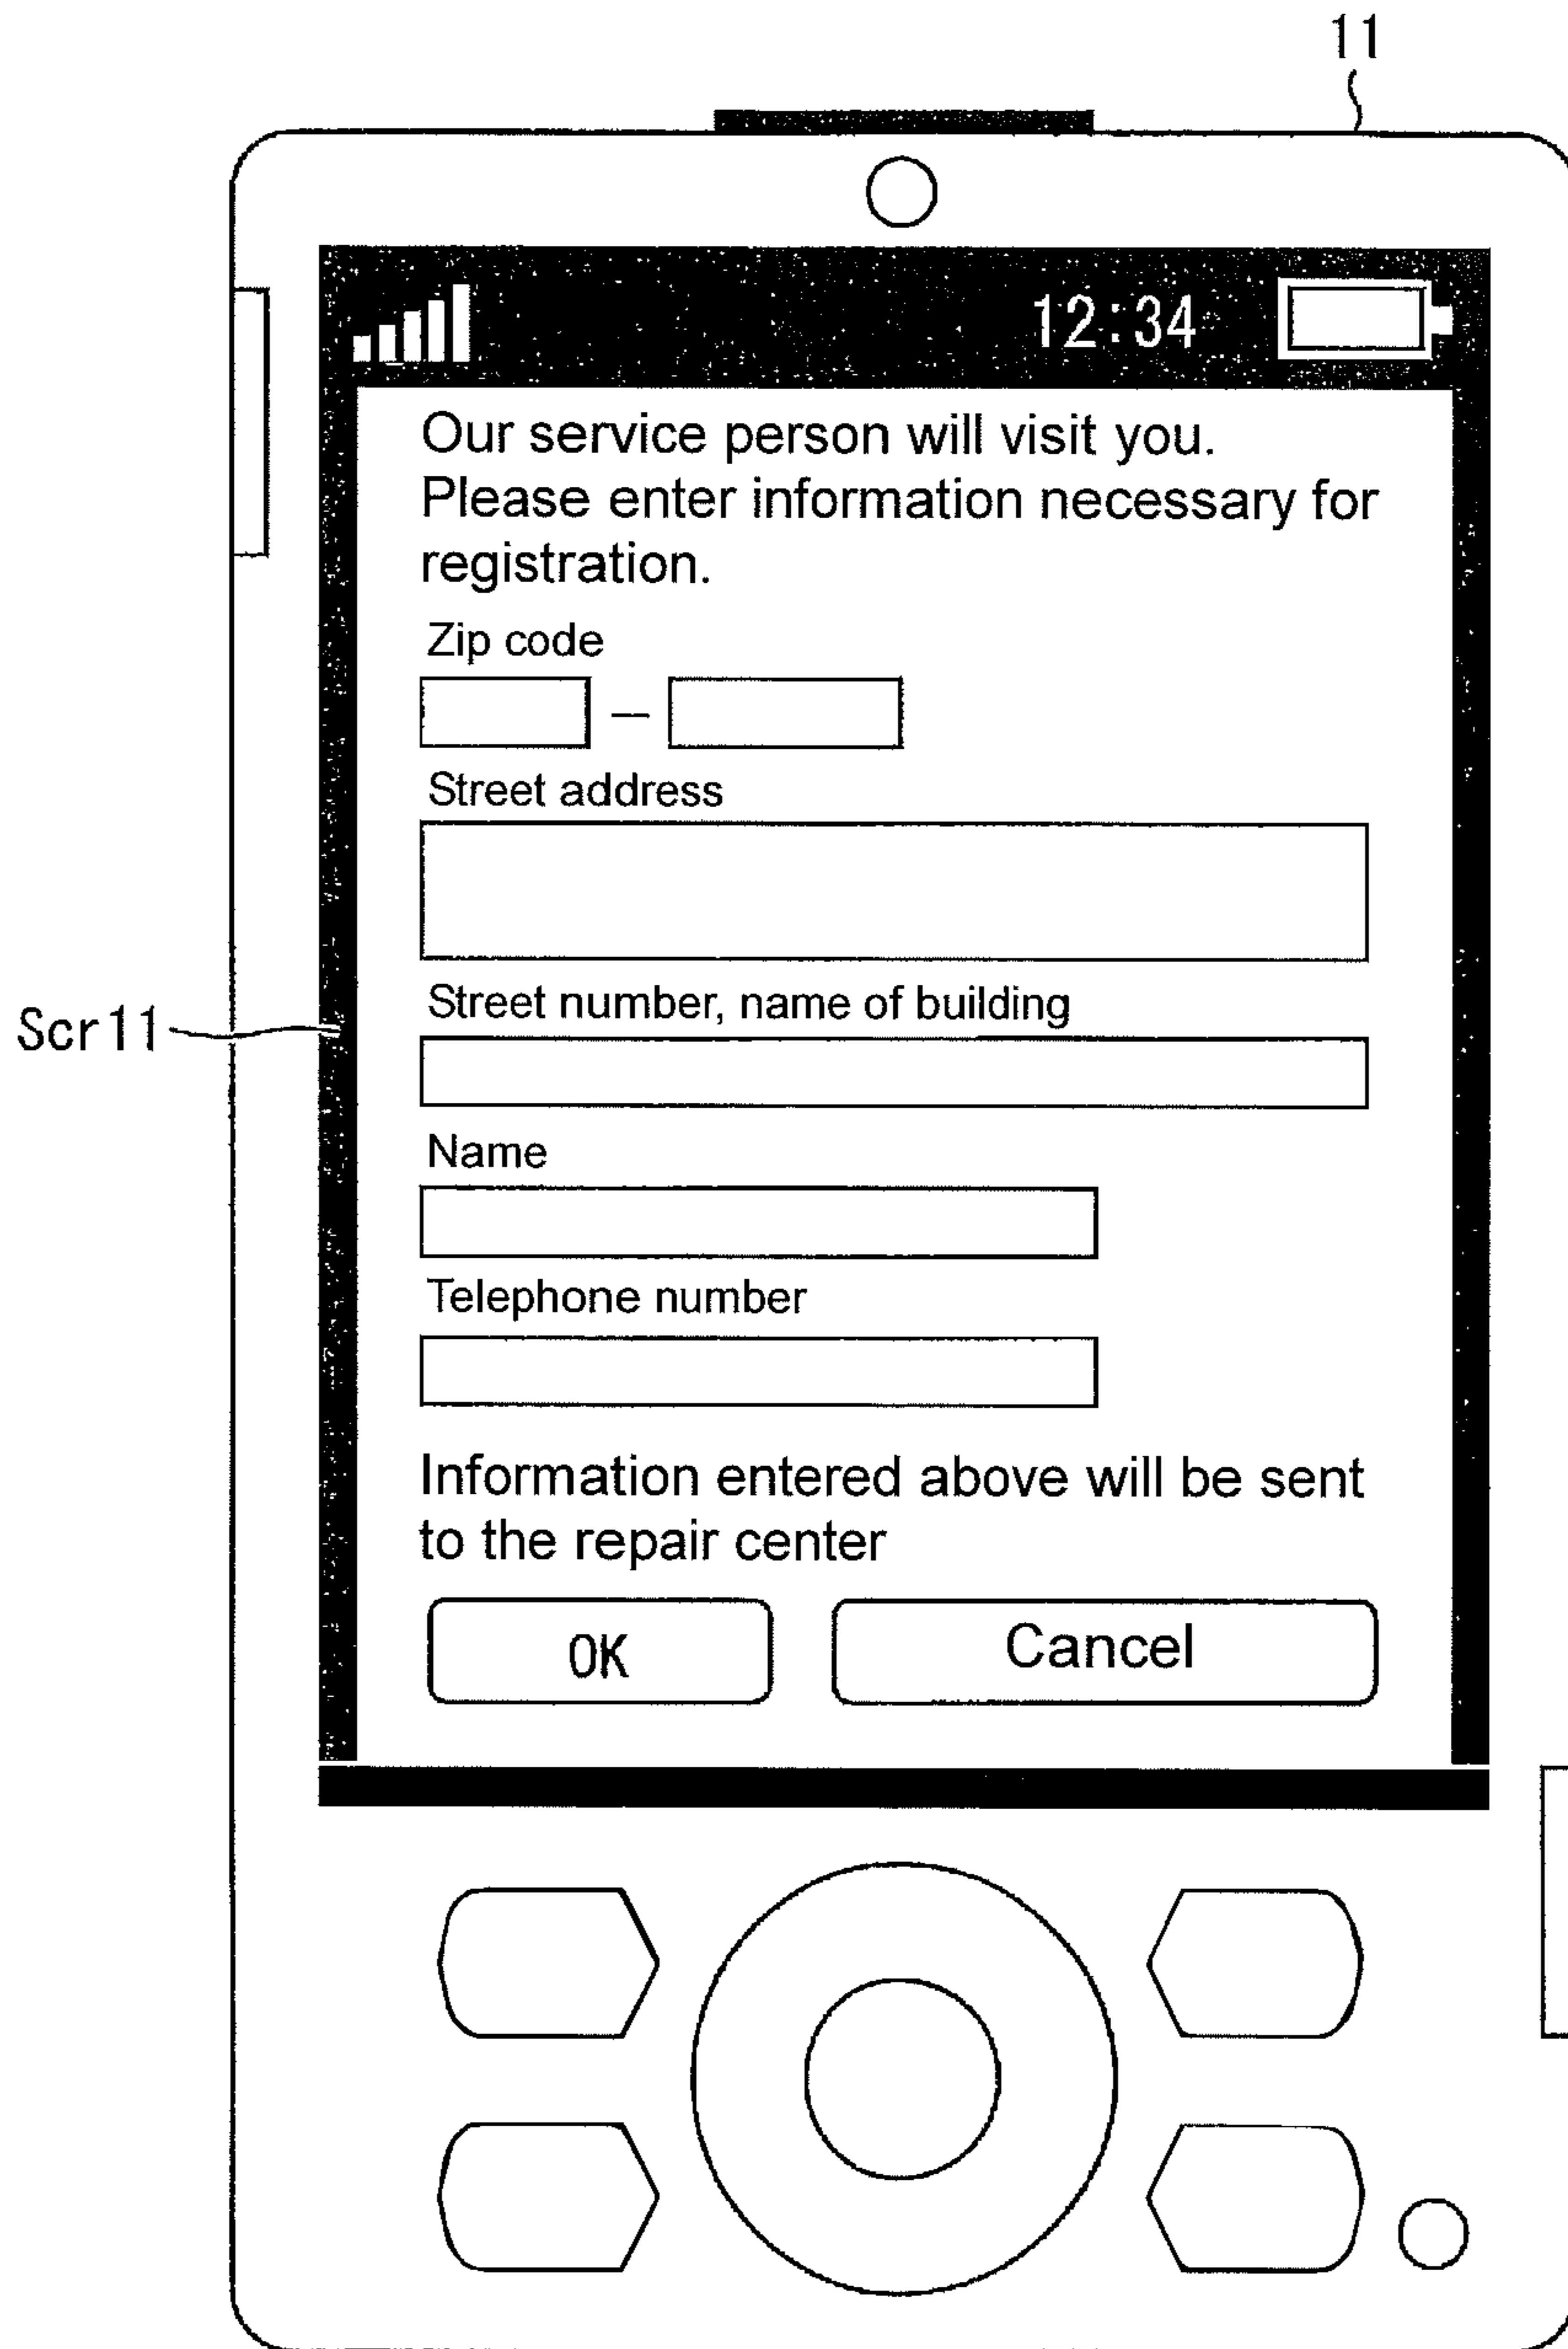 11
12:34
Our service person will visit you.
Please enter information necessary for
registration.
Zip code
–
Street address
Street number, name of building
Scr11
Name
Telephone number
Information entered above will be sent
to the repair center
OK Cancel